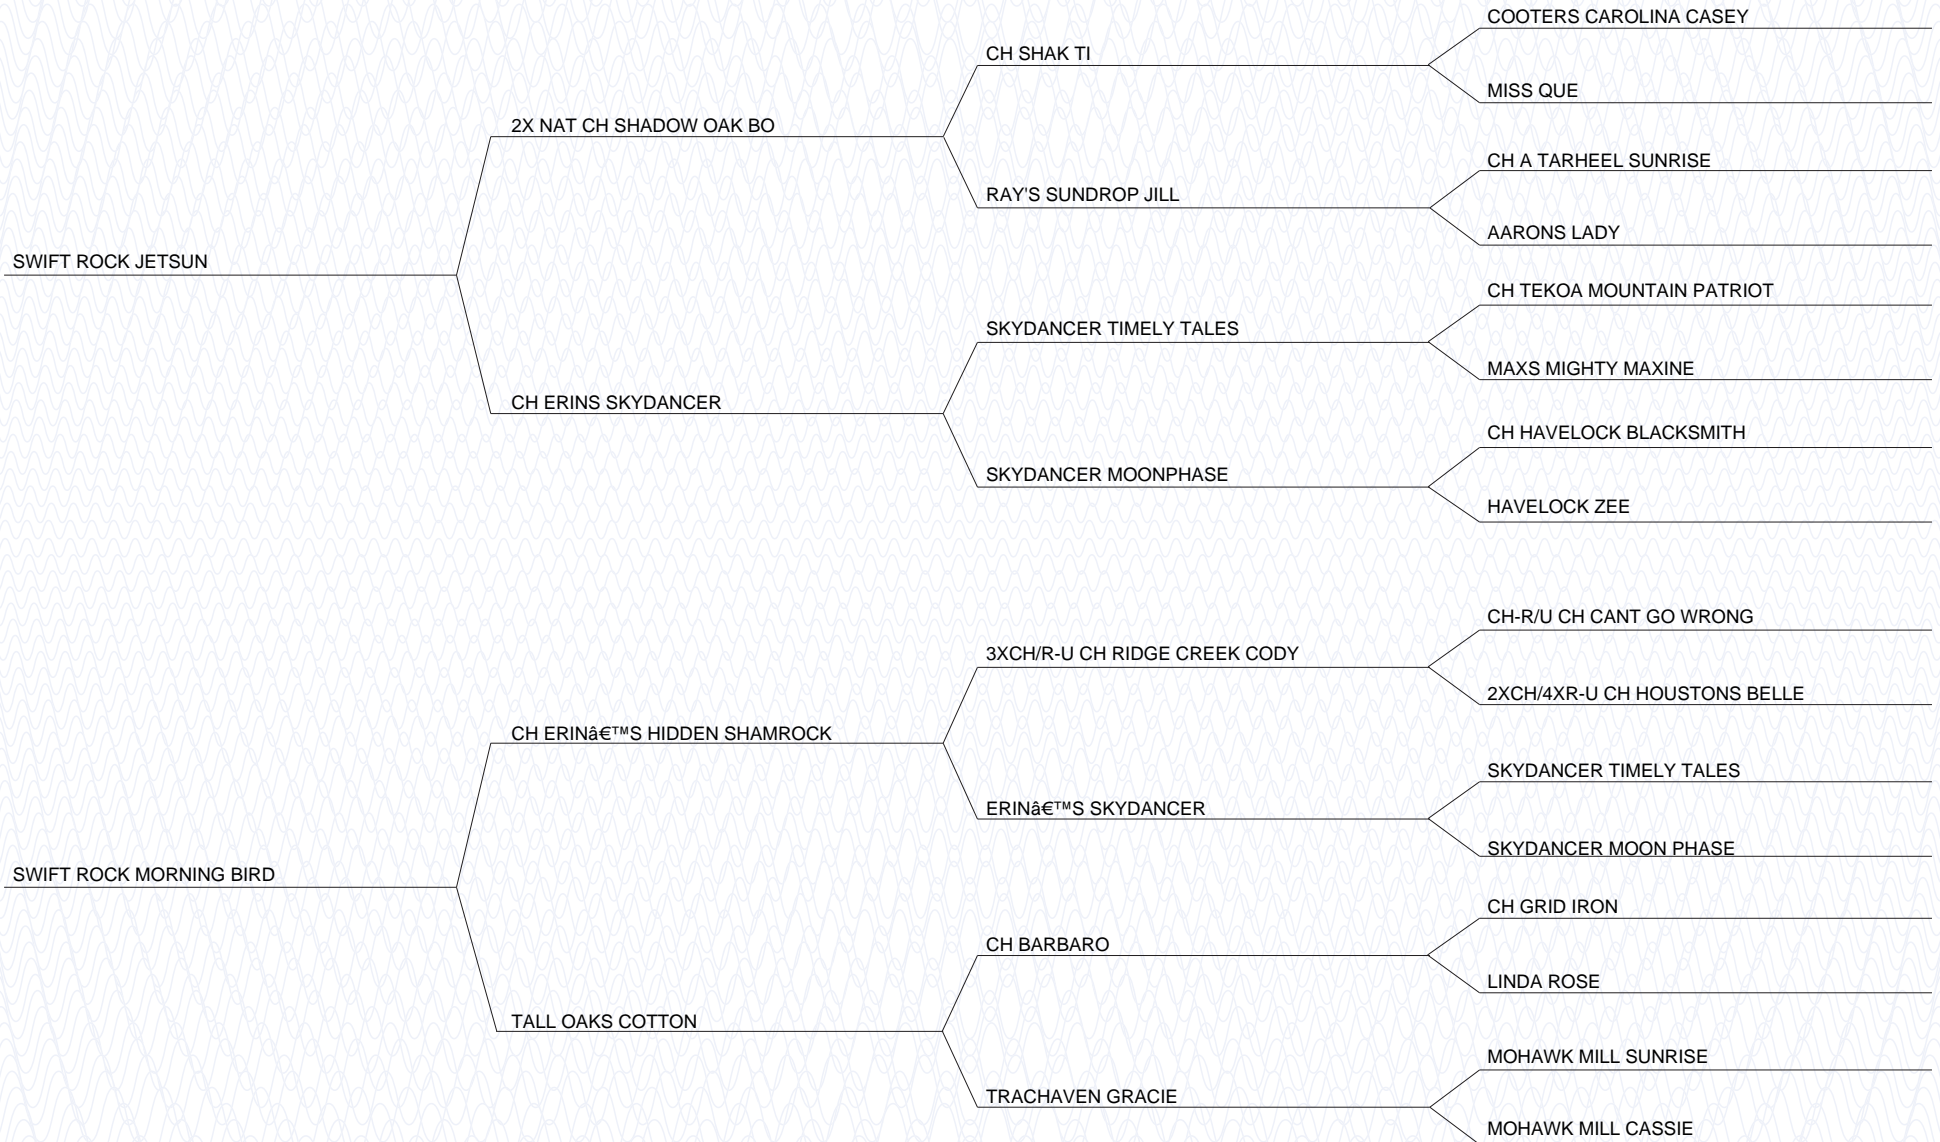 COOTERS CAROLINA CASEY
CH SHAK TI
MISS QUE
2X NAT CH SHADOW OAK BO
CH A TARHEEL SUNRISE
RAY'S SUNDROP JILL
AARONS LADY
SWIFT ROCK JETSUN
CH TEKOA MOUNTAIN PATRIOT
SKYDANCER TIMELY TALES
MAXS MIGHTY MAXINE
CH ERINS SKYDANCER
CH HAVELOCK BLACKSMITH
SKYDANCER MOONPHASE
HAVELOCK ZEE
CH-R/U CH CANT GO WRONG
3XCH/R-U CH RIDGE CREEK CODY
2XCH/4XR-U CH HOUSTONS BELLE
CH ERINâ€™S HIDDEN SHAMROCK
SKYDANCER TIMELY TALES
ERINâ€™S SKYDANCER
SKYDANCER MOON PHASE
SWIFT ROCK MORNING BIRD
CH GRID IRON
CH BARBARO
LINDA ROSE
TALL OAKS COTTON
MOHAWK MILL SUNRISE
TRACHAVEN GRACIE
MOHAWK MILL CASSIE